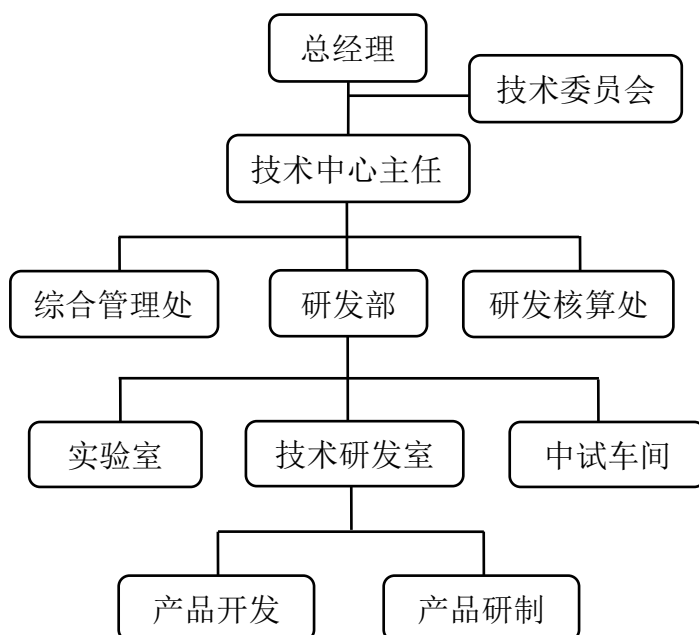 总经理
技术委员会
技术中心主任
综合管理处
研发部
研发核算处
实验室
技术研发室
中试车间
产品开发
产品研制